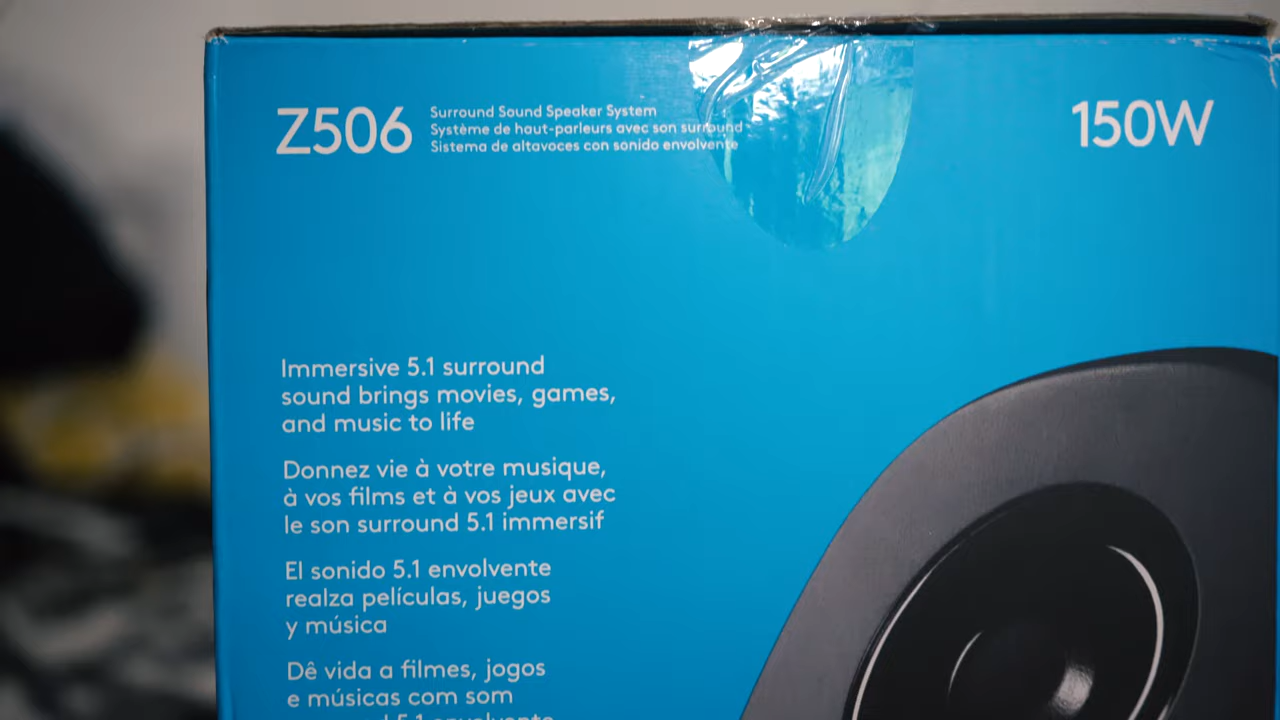 Z506
Surround Sound Speaker System
Système de haut-parleurs avec son surround
Sistema de altavoces con sonido envolvente
150W
Immersive 5.1 surround
sound brings movies, games,
and music to life
Donnez vie à votre musique,
à vos films et à vos jeux avec
le son surround 5.1 immersif
El sonido 5.1 envolvente
realza películas, juegos
y música
Dê vida a filmes, jogos
e músicas com som
5.1 envolvente